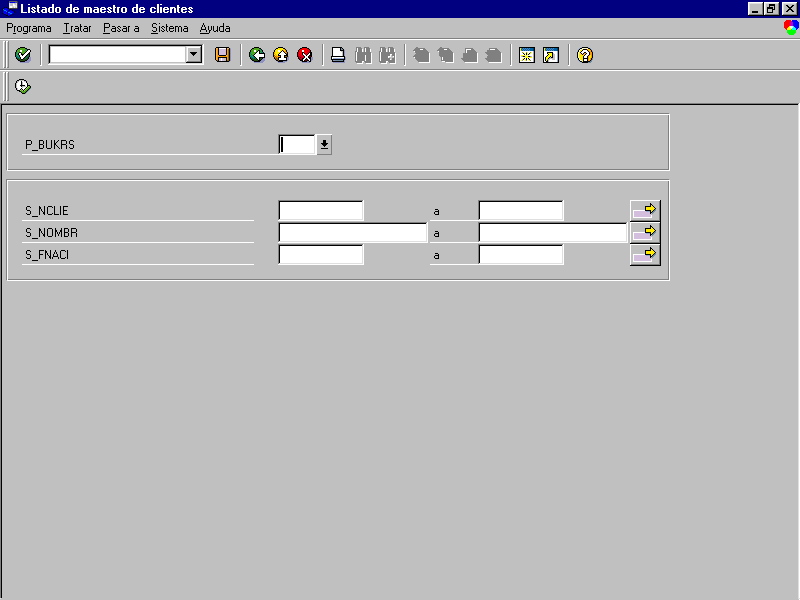 Listado de maestro de clientes
Programa Tratar Pasar a Sistema Ayuda
P_BUKRS
S_NCLIE a
S_NOMBR a
S_FNACI a